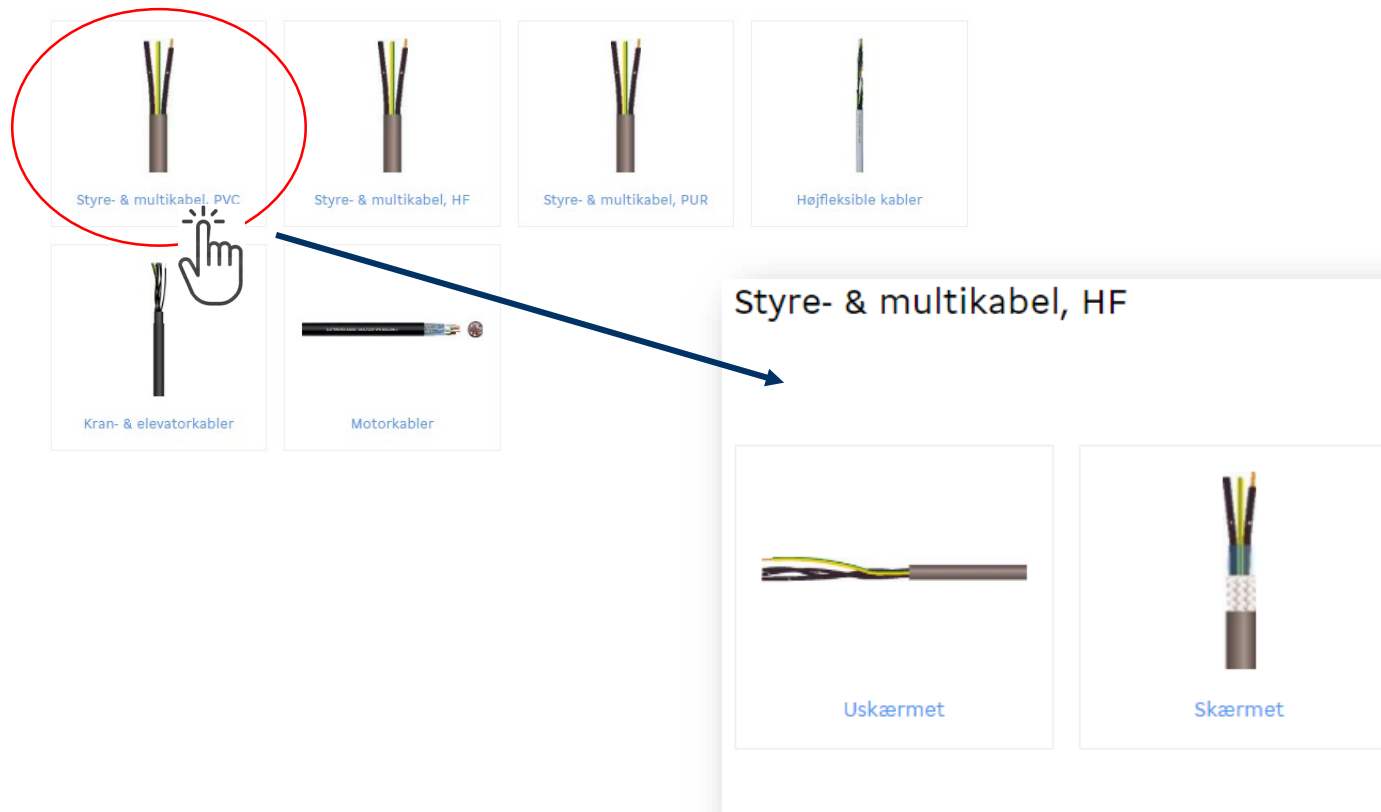 Styre- & multikabel, PVC
Styre- & multikabel, HF
Styre- & multikabel, PUR
Højfleksible kabler
Kran- & elevatorkabler
Motorkabler
Styre- & multikabel, HF
Uskærmet
Skærmet